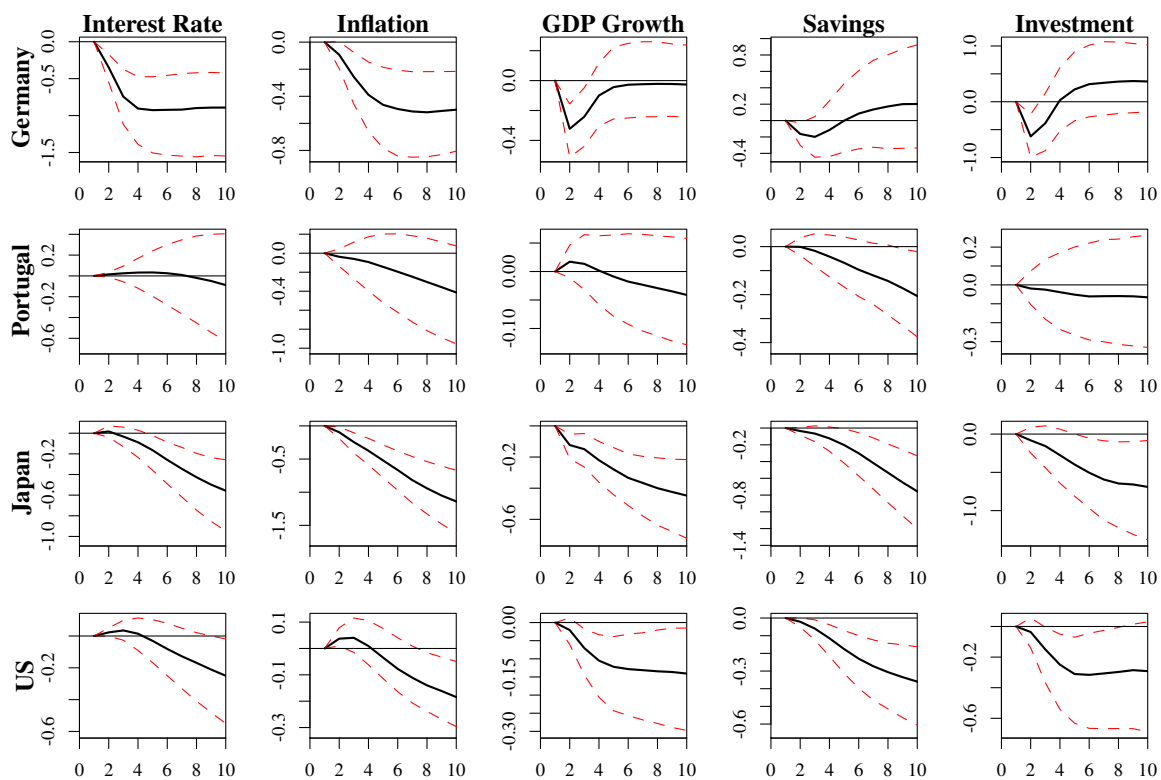 Interest Rate Inflation GDP Growth Savings Investment
Germany
0.0 -0.5 -1.5
0 2 4 6 8 10
0.0 -0.4 -0.8
0 2 4 6 8 10
0.0 -0.4
0 2 4 6 8 10
0.8 0.2 -0.4
0 2 4 6 8 10
1.0 0.0 -1.0
0 2 4 6 8 10
Portugal
0.2 -0.2 -0.6
0 2 4 6 8 10
0.0 -0.4 -1.0
0 2 4 6 8 10
0.00 -0.10
0 2 4 6 8 10
0.0 -0.2 -0.4
0 2 4 6 8 10
0.2 0.0 -0.3
0 2 4 6 8 10
Japan
-0.2 -0.6 -1.0
0 2 4 6 8 10
-0.5 -1.5
0 2 4 6 8 10
-0.2 -0.6
0 2 4 6 8 10
-0.2 -0.8 -1.4
0 2 4 6 8 10
0.0 -1.0
0 2 4 6 8 10
US
-0.2 -0.6
0 2 4 6 8 10
0.1 -0.1 -0.3
0 2 4 6 8 10
0.00 -0.15 -0.30
0 2 4 6 8 10
0.0 -0.3 -0.6
0 2 4 6 8 10
-0.2 -0.6
0 2 4 6 8 10